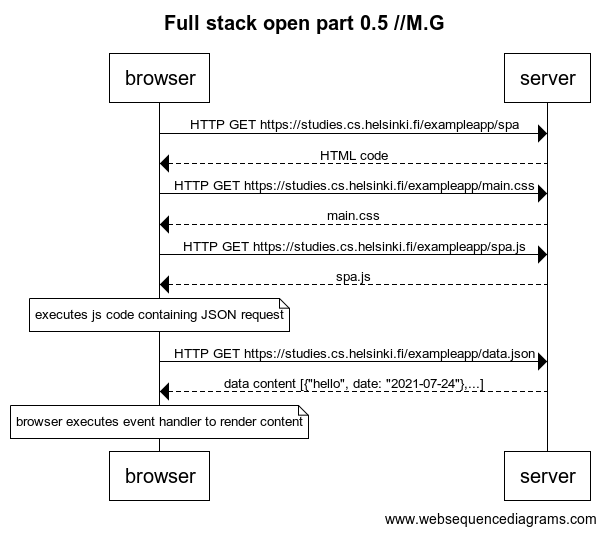 Full stack open part 0.5 //M.G
browser server
HTTP GET https://studies.cs.helsinki.fi/exampleapp/spa
HTML code
HTTP GET https://studies.cs.helsinki.fi/exampleapp/main.css
main.css
HTTP GET https://studies.cs.helsinki.fi/exampleapp/spa.js
spa.js
executes js code containing JSON request
HTTP GET https://studies.cs.helsinki.fi/exampleapp/data.json
data content [{"hello", date: "2021-07-24"},...]
browser executes event handler to render content
browser server
www.websequencediagrams.com